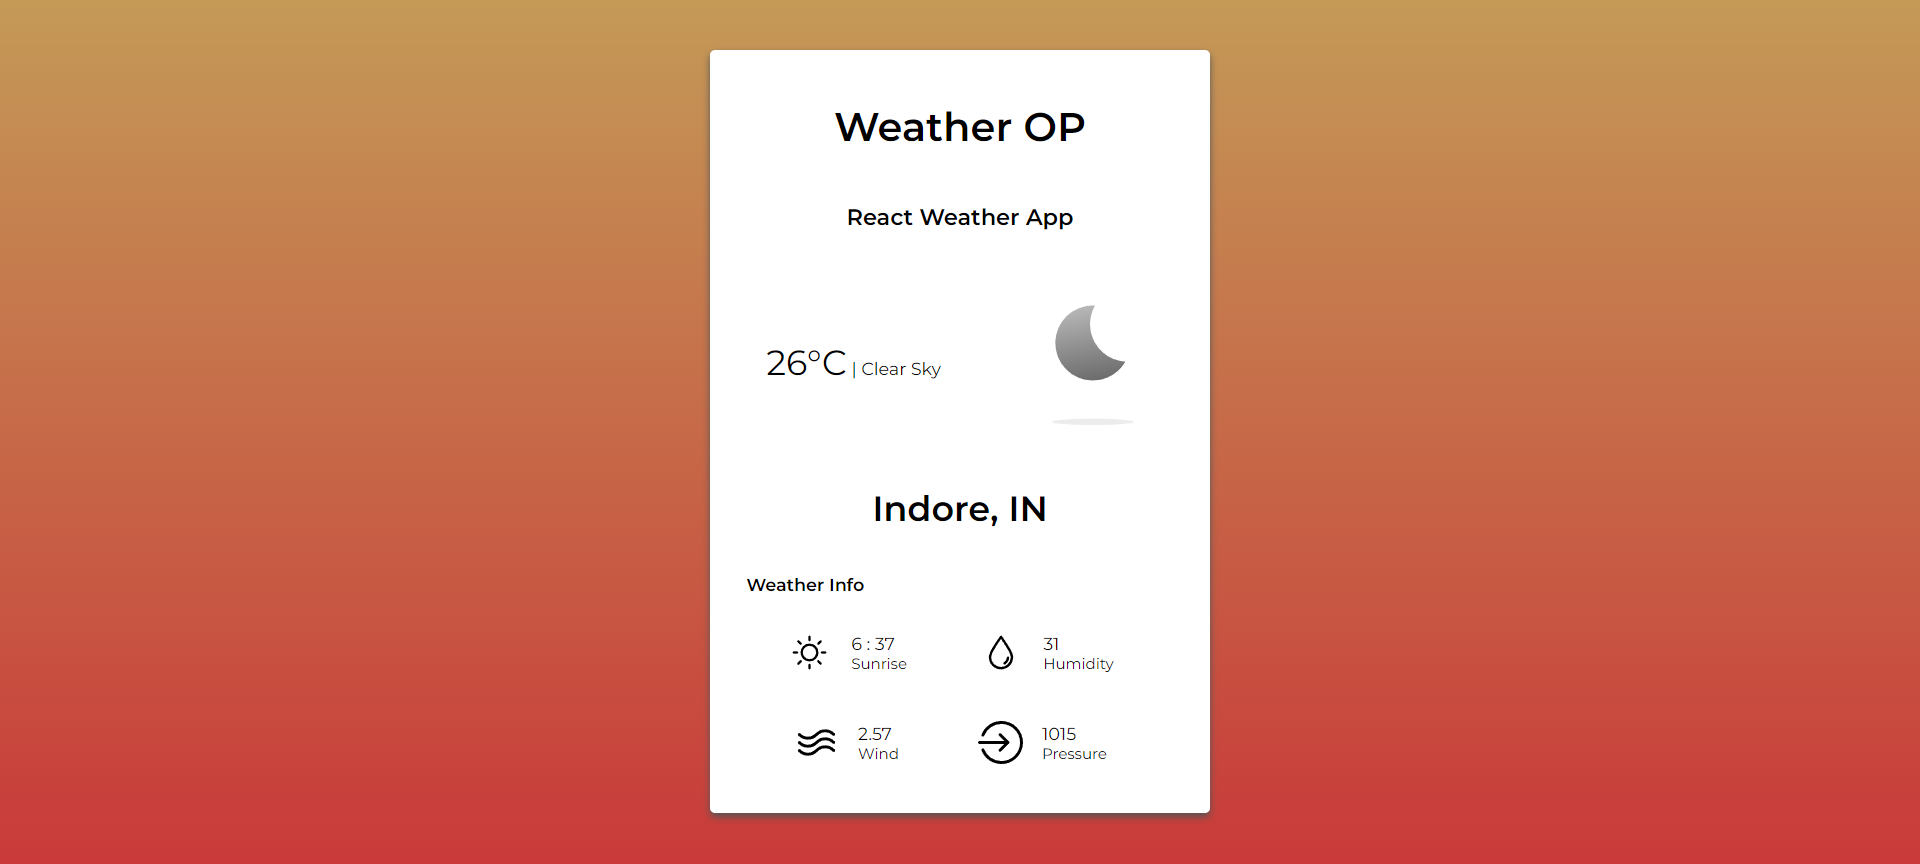 Weather OP
React Weather App
26°C | Clear Sky
Indore, IN
Weather Info
6 : 37
Sunrise
31
Humidity
2.57
Wind
1015
Pressure